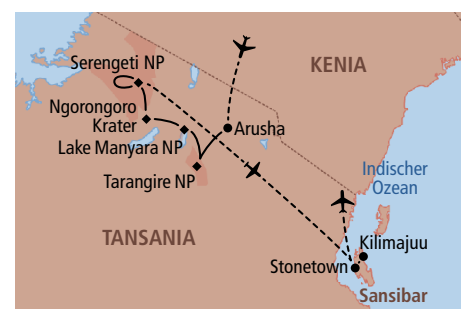 Serengeti NP
KENIA
Ngorongoro
Krater
Arusha
Lake Manyara NP
Tarangire NP
Indischer
Ozean
TANSANIA
Kilimajuu
Stonetown
Sansibar